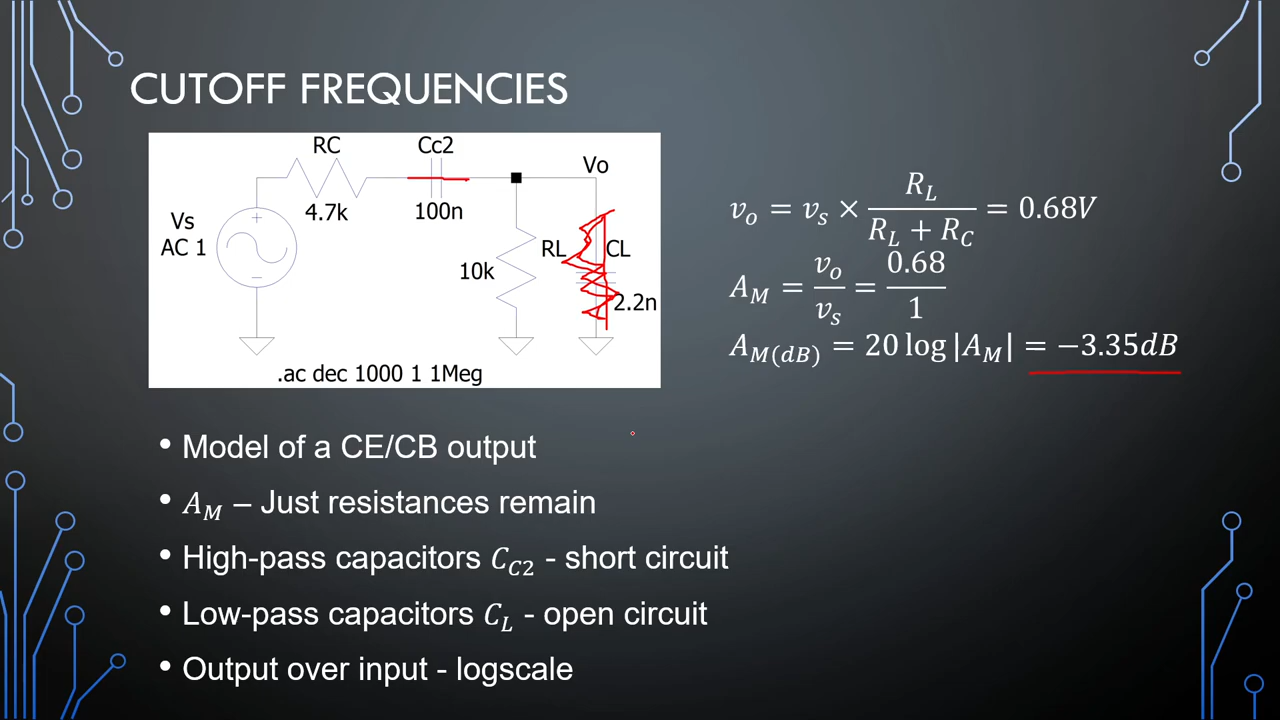 CUTOFF FREQUENCIES
RC
Cc2
Vo
Vs
AC 1
4.7k
100n
RL
CL
10k
2.2n
.ac dec 1000 1 1Meg
v_o = v_s × R_L / (R_L + R_C) = 0.68V
A_M = v_o / v_s = 0.68 / 1
A_M(dB) = 20 log|A_M| = −3.35dB
• Model of a CE/CB output
• A_M – Just resistances remain
• High-pass capacitors C_C2 - short circuit
• Low-pass capacitors C_L - open circuit
• Output over input - logscale